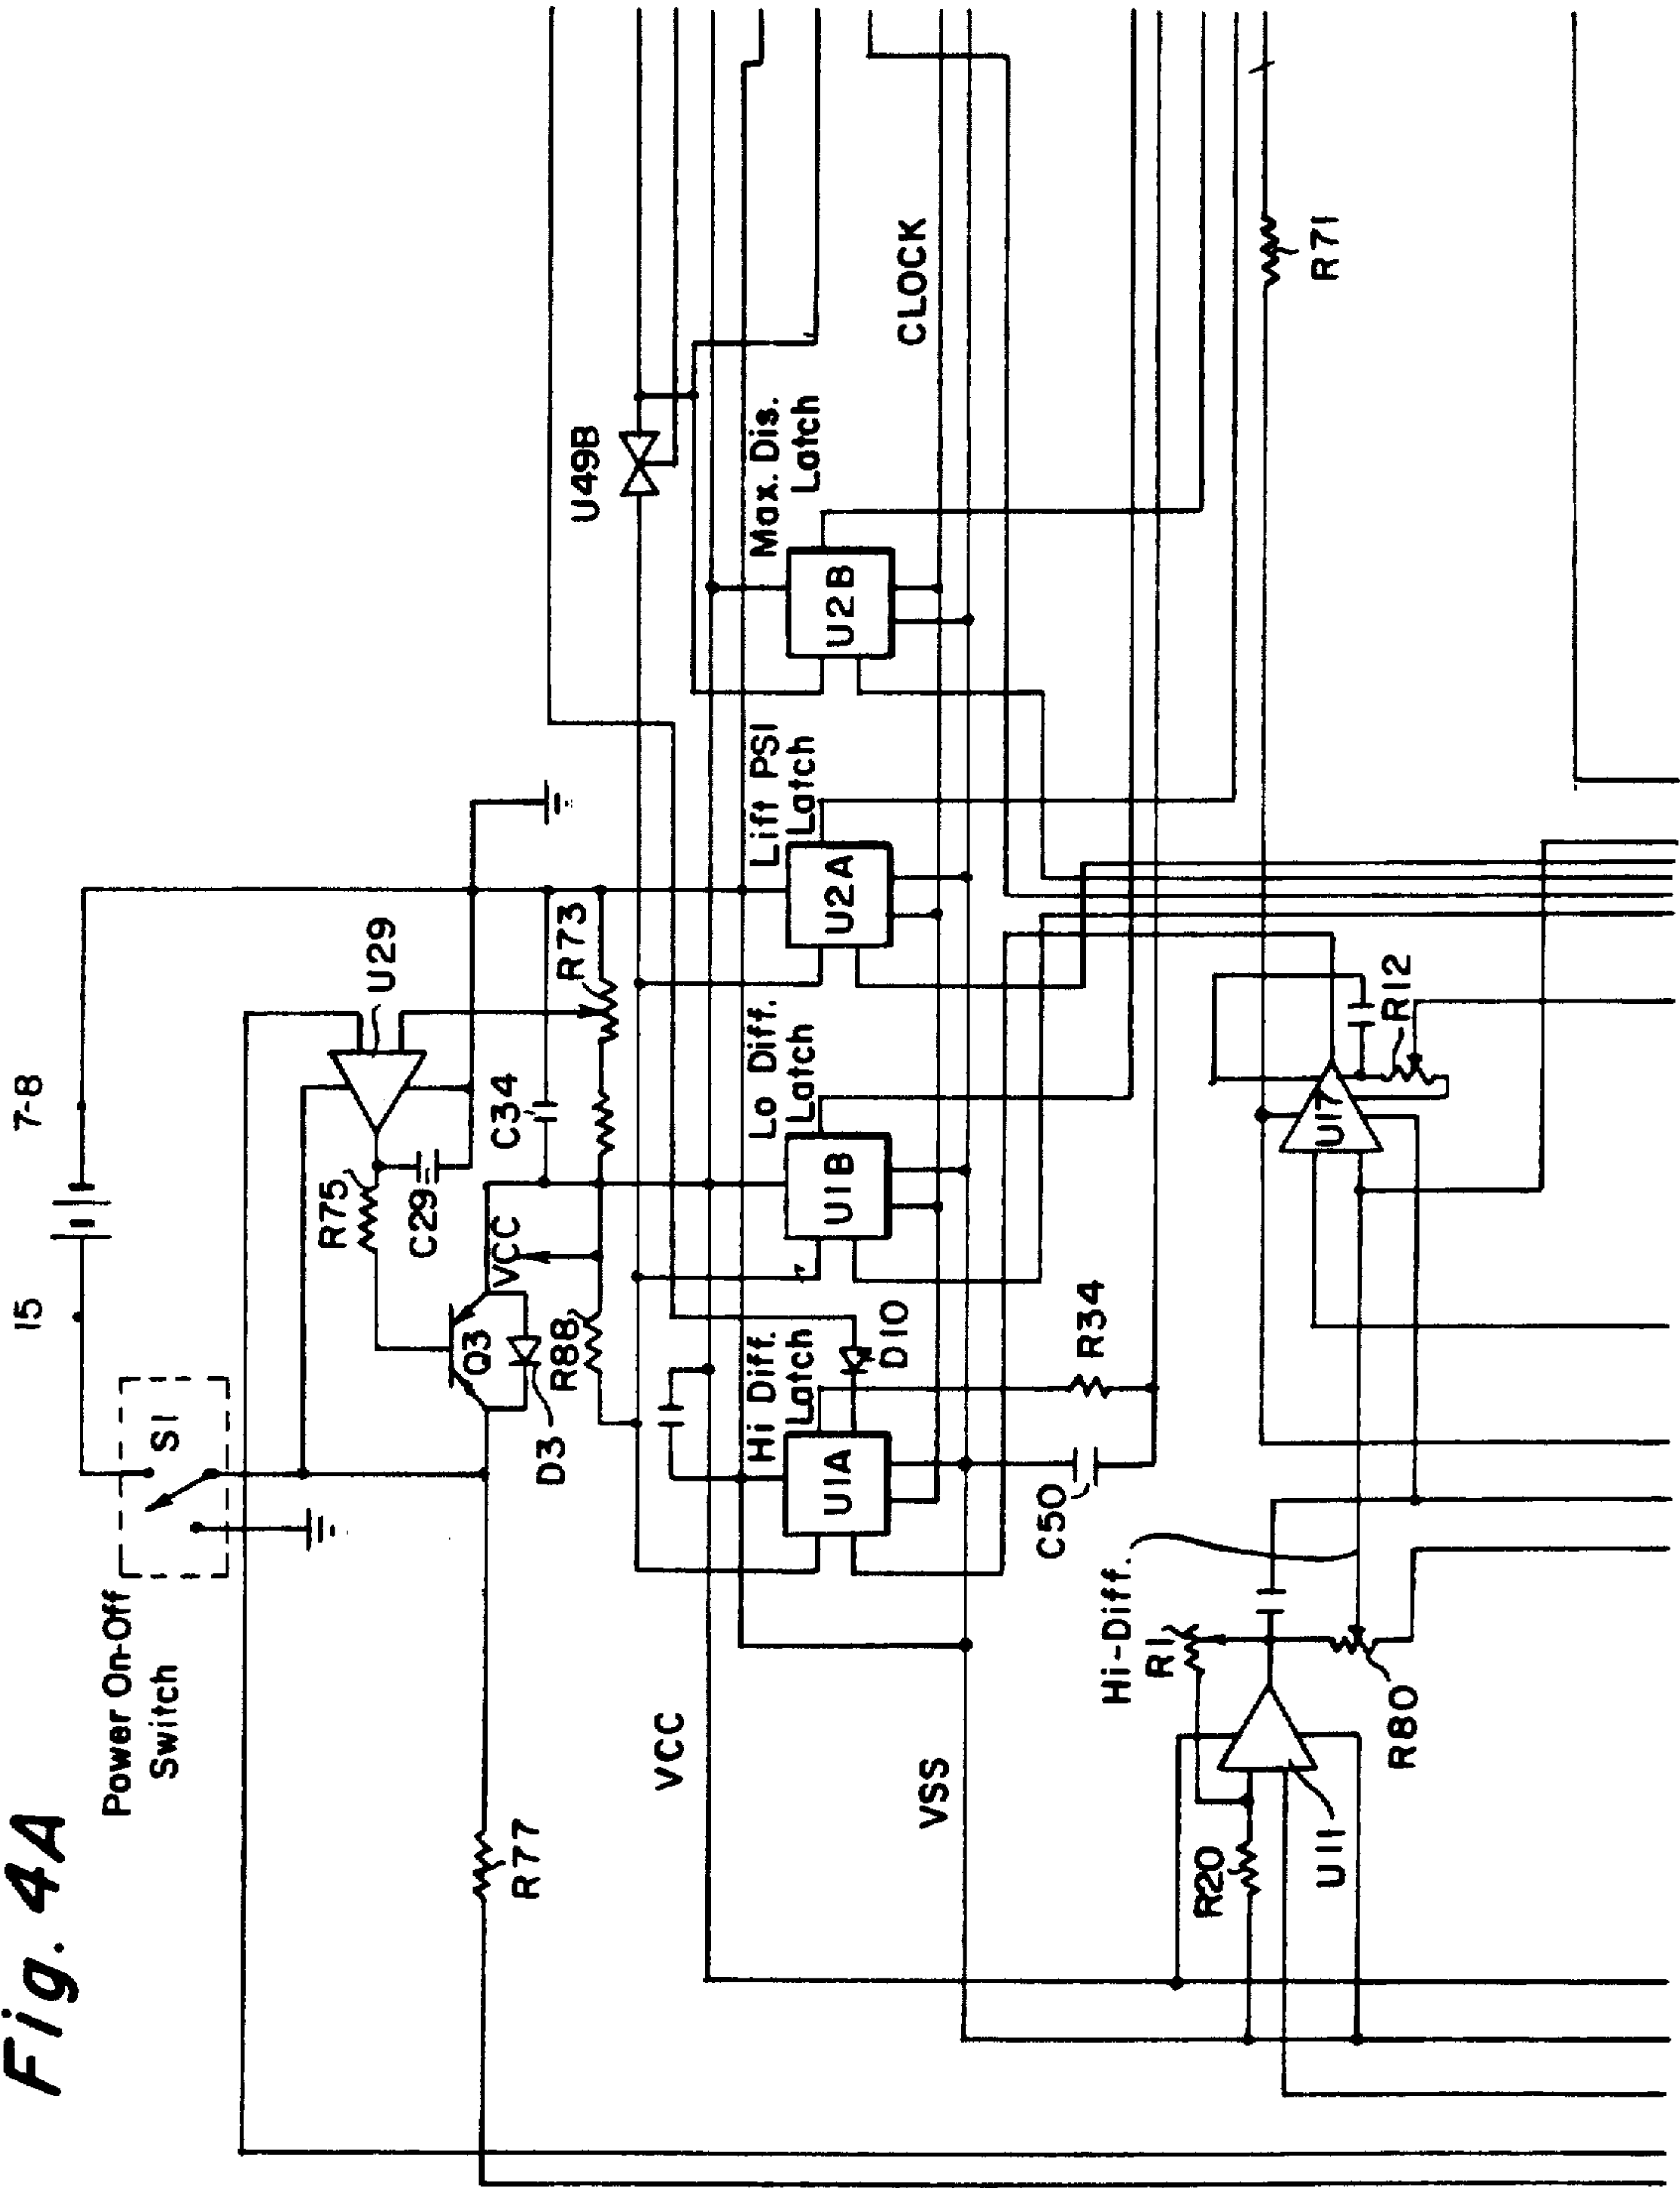 Fig. 4A
Power On-Off
Switch
S1
15
7-8
R77
R75
C29
U29
Q3
D3
VCC
R88
C34
R73
U49B
VCC
Hi Diff.
Latch
U1A
D10
Lo Diff.
Latch
U1B
Lift PSI
Latch
U2A
Max. Dis.
Latch
U2B
CLOCK
VSS
C50
R34
Hi-Diff.
R1
R20
U11
R80
U17
R12
R71